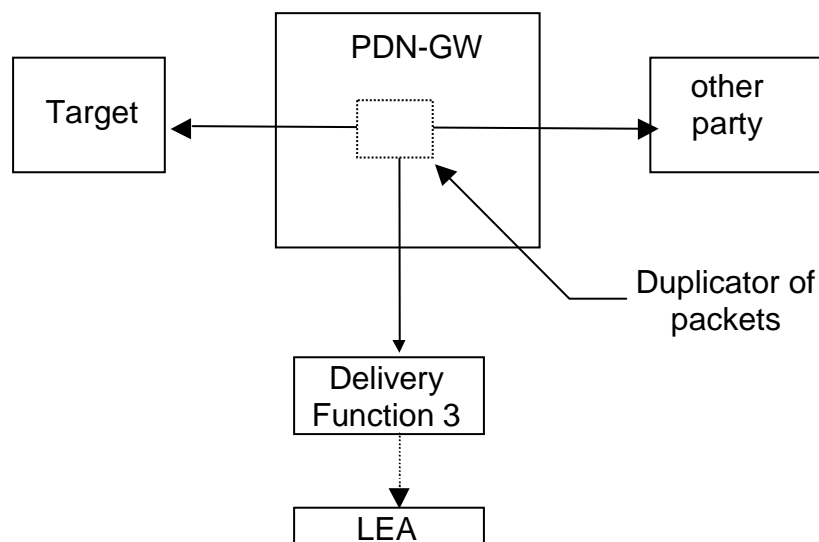 PDN-GW
Target
other
party
Duplicator of
packets
Delivery
Function 3
LEA